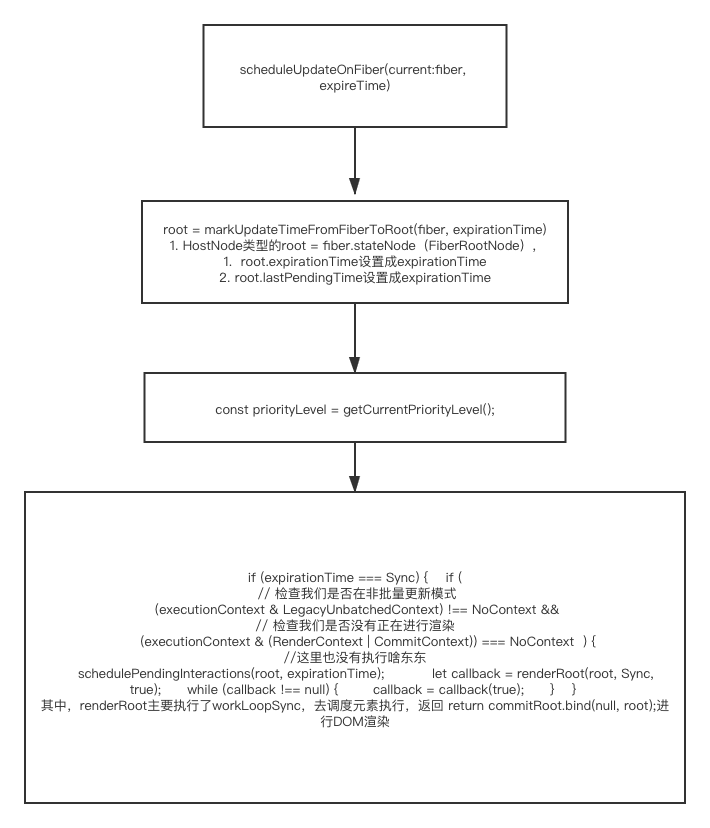 scheduleUpdateOnFiber(current:fiber,
expireTime)
root = markUpdateTimeFromFiberToRoot(fiber, expirationTime)
1. HostNode类型的root = fiber.stateNode（FiberRootNode），
1. root.expirationTime设置成expirationTime
2. root.lastPendingTime设置成expirationTime
const priorityLevel = getCurrentPriorityLevel();
if (expirationTime === Sync) { if (
// 检查我们是否在非批量更新模式
(executionContext & LegacyUnbatchedContext) !== NoContext &&
// 检查我们是否没有正在进行渲染
(executionContext & (RenderContext | CommitContext)) === NoContext ) {
//这里也没有执行啥东东
schedulePendingInteractions(root, expirationTime); let callback = renderRoot(root, Sync,
true); while (callback !== null) { callback = callback(true); } }
其中，renderRoot主要执行了workLoopSync，去调度元素执行，返回 return commitRoot.bind(null, root);进
行DOM渲染